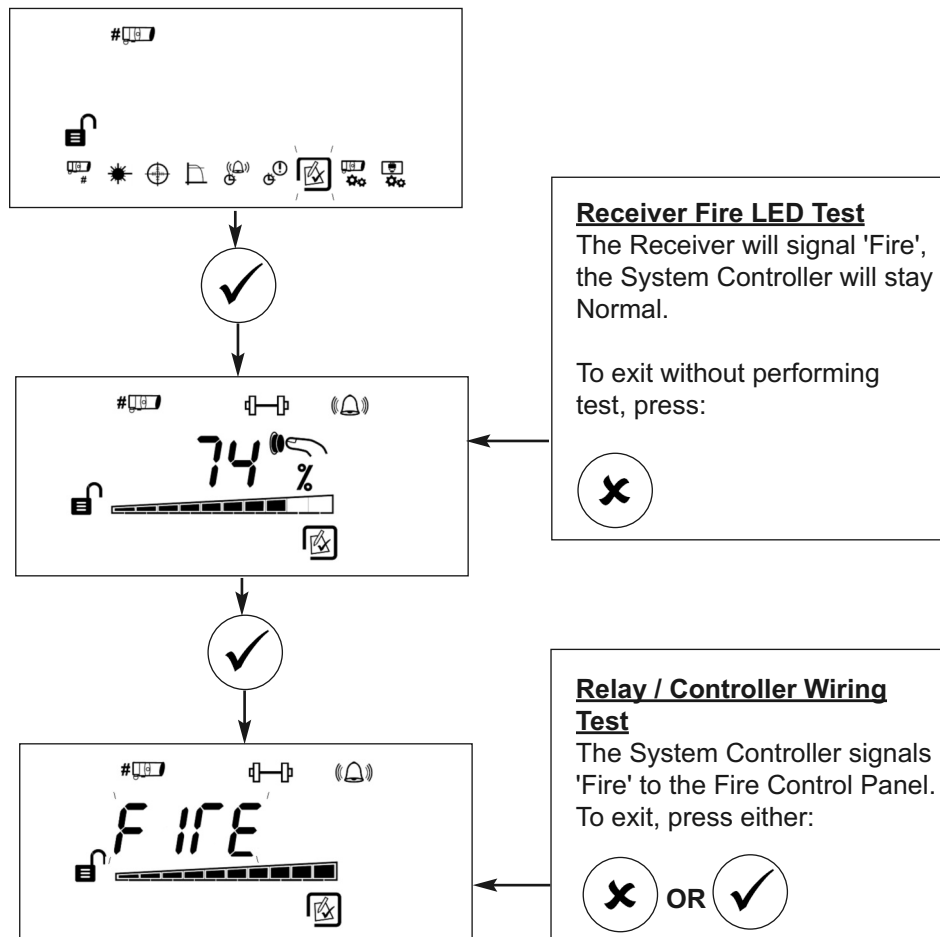 #
#
Receiver Fire LED Test
The Receiver will signal 'Fire',
the System Controller will stay
Normal.
To exit without performing
test, press:
#
74 %
Relay / Controller Wiring
Test
The System Controller signals
'Fire' to the Fire Control Panel.
To exit, press either:
OR
#
FIRE